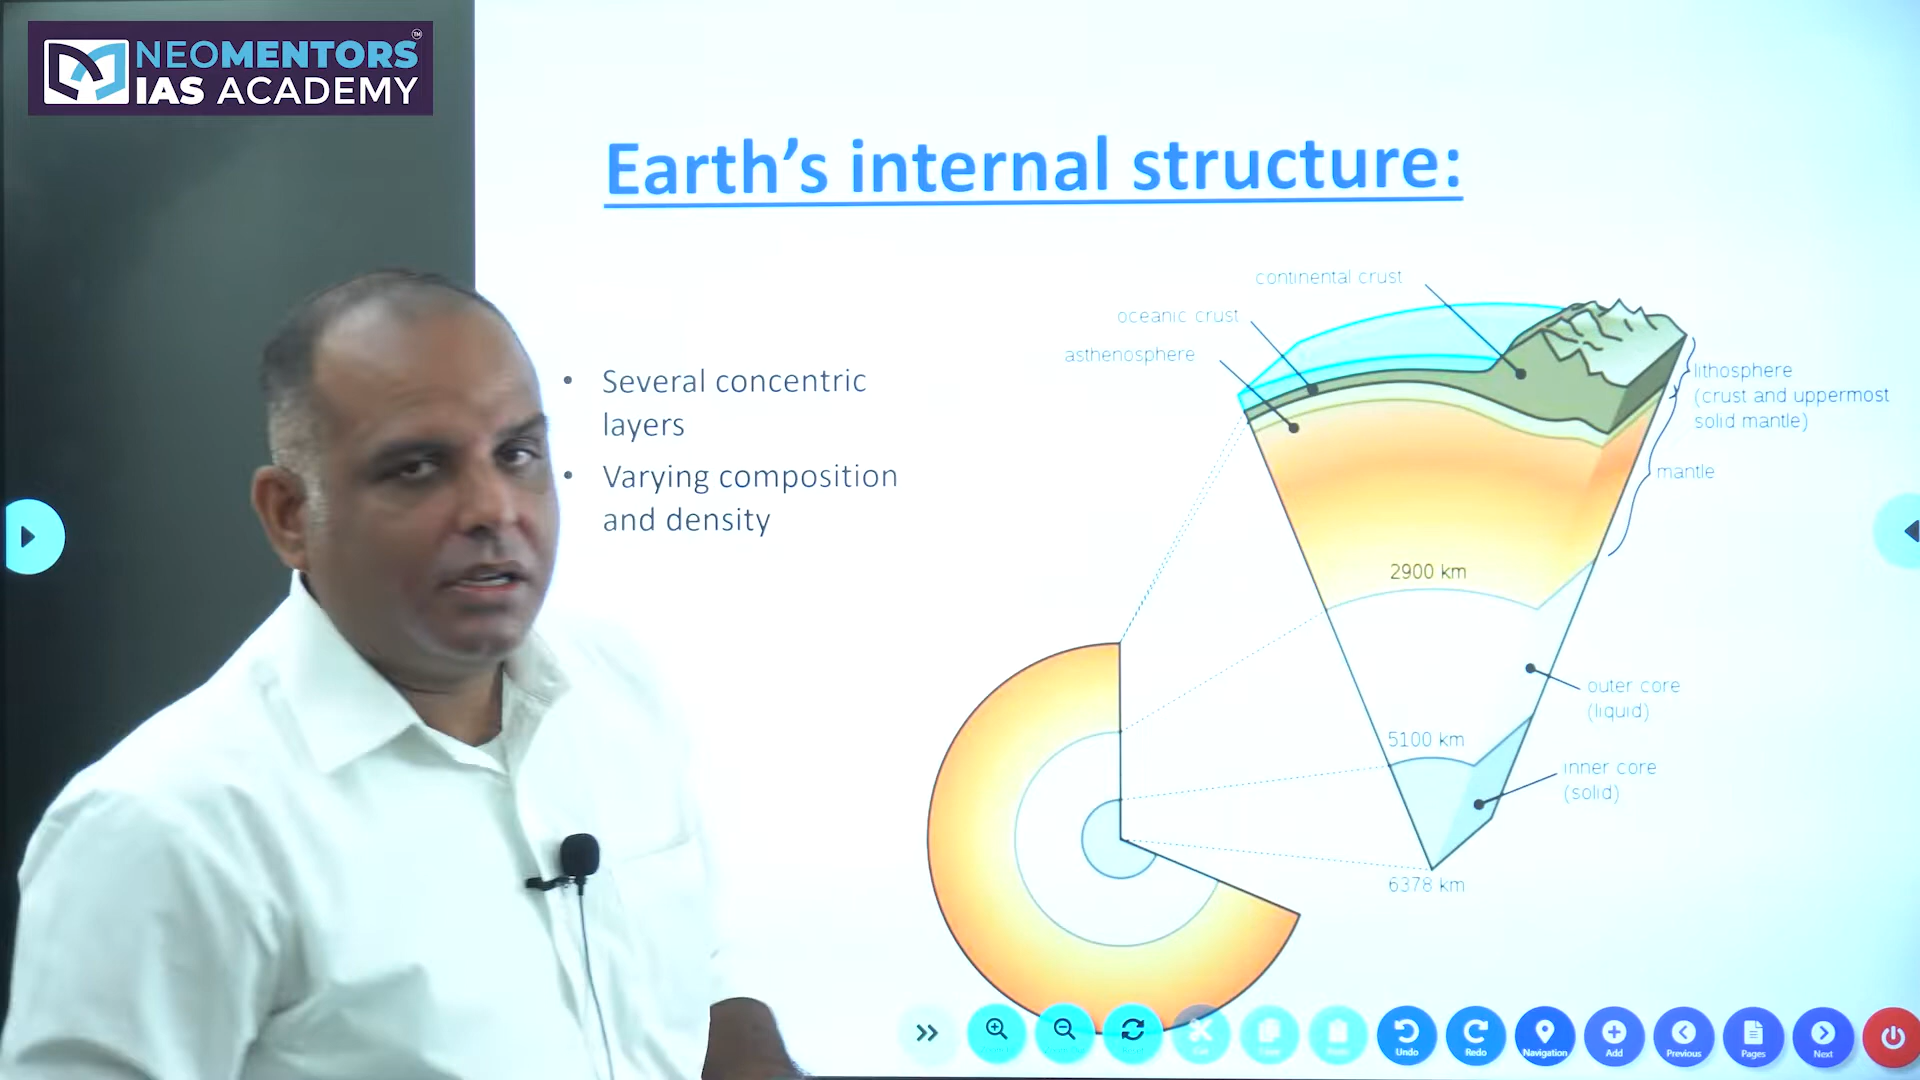 NEOMENTORS™
IAS ACADEMY
Earth's internal structure:
• Several concentric
layers
• Varying composition
and density
continental crust
oceanic crust
asthenosphere
lithosphere
(crust and uppermost
solid mantle)
mantle
2900 km
outer core
(liquid)
5100 km
inner core
(solid)
6378 km
Undo
Redo
Navigation
Add
Previous
Pages
Next